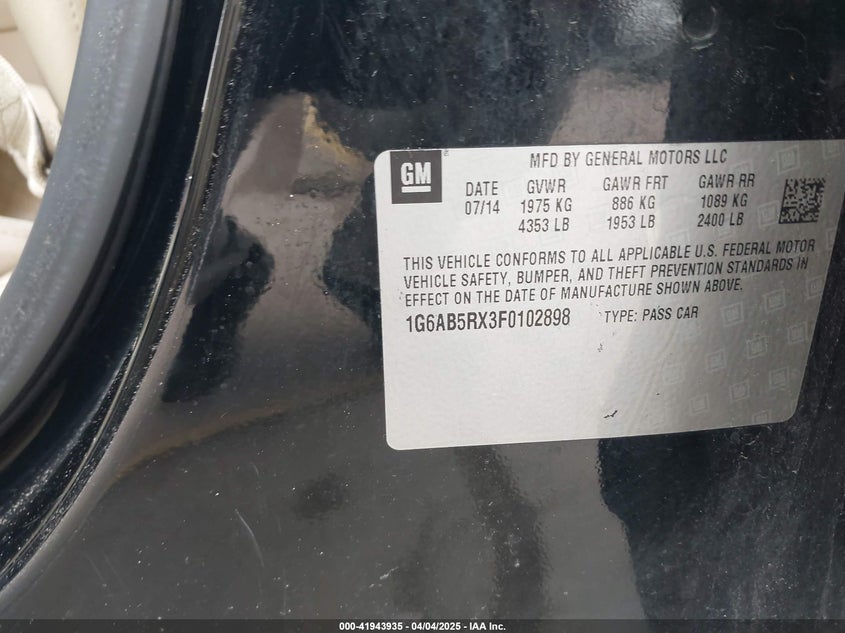 GM
MFD BY GENERAL MOTORS LLC
DATE GVWR GAWR FRT GAWR RR
07/14 1975 KG 886 KG 1089 KG
4353 LB 1953 LB 2400 LB
THIS VEHICLE CONFORMS TO ALL APPLICABLE U.S. FEDERAL MOTOR
VEHICLE SAFETY, BUMPER, AND THEFT PREVENTION STANDARDS IN
EFFECT ON THE DATE OF MANUFACTURE SHOWN ABOVE.
1G6AB5RX3F0102898 TYPE: PASS CAR
000-41943935 - 04/04/2025 - IAA Inc.